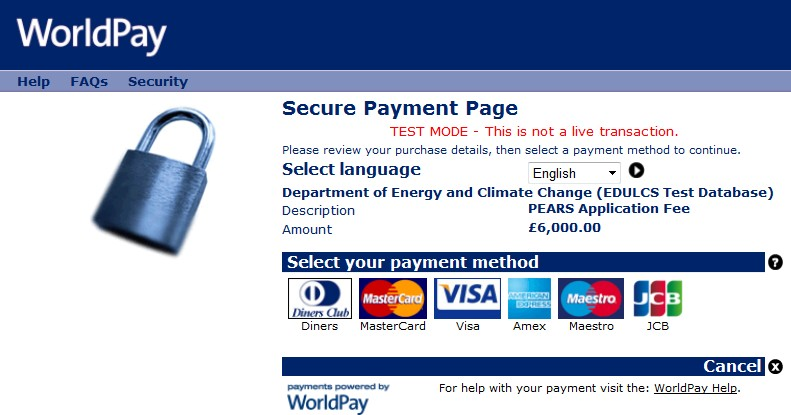 WorldPay
Help FAQs Security
Secure Payment Page
TEST MODE - This is not a live transaction.
Please review your purchase details, then select a payment method to continue.
Select language English
Department of Energy and Climate Change (EDULCS Test Database)
Description PEARS Application Fee
Amount £6,000.00
Select your payment method ?
Diners Club MasterCard VISA AMERICAN EXPRESS Maestro JCB
Diners MasterCard Visa Amex Maestro JCB
Cancel X
payments powered by
WorldPay
For help with your payment visit the: WorldPay Help.